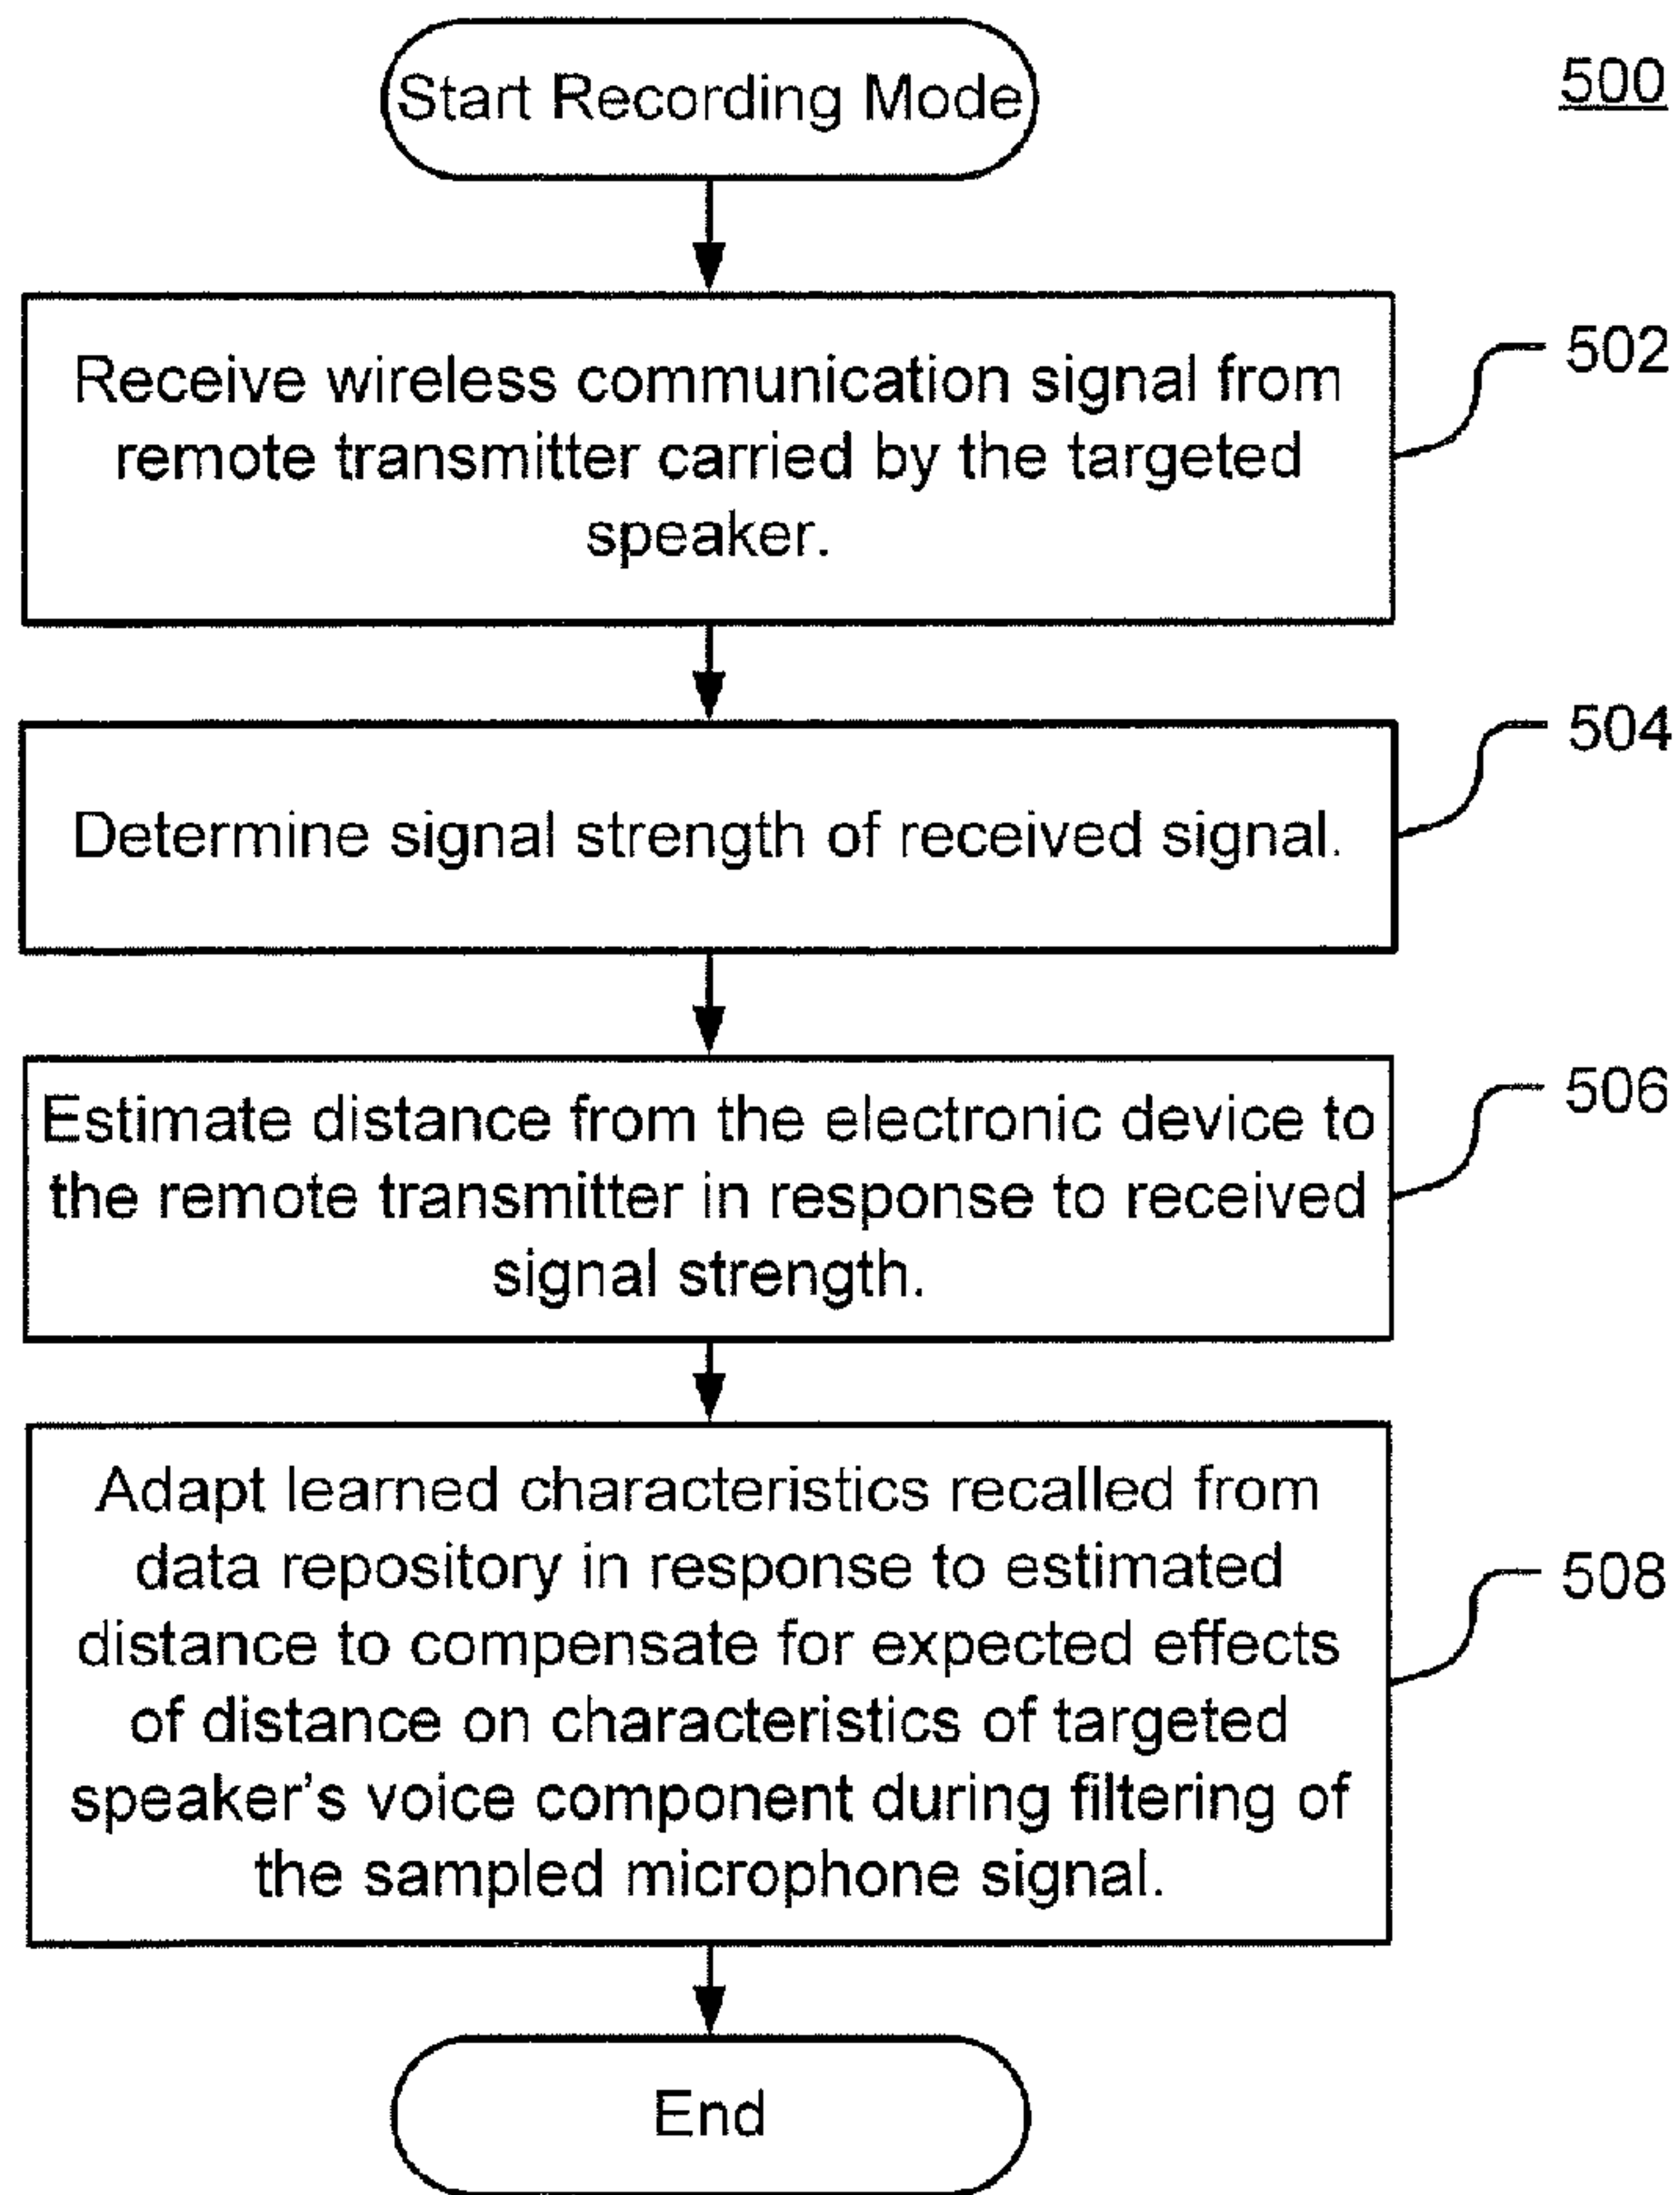 Start Recording Mode
500
Receive wireless communication signal from
remote transmitter carried by the targeted
speaker.
502
Determine signal strength of received signal.
504
Estimate distance from the electronic device to
the remote transmitter in response to received
signal strength.
506
Adapt learned characteristics recalled from
data repository in response to estimated
distance to compensate for expected effects
of distance on characteristics of targeted
speaker's voice component during filtering of
the sampled microphone signal.
508
End